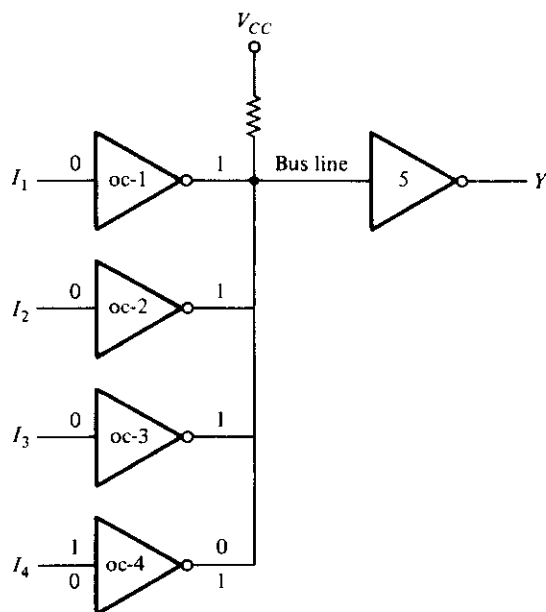 V_CC
I_1 0 oc-1 1 Bus line 5 Y
I_2 0 oc-2 1
I_3 0 oc-3 1
I_4 1 0 oc-4 0 1